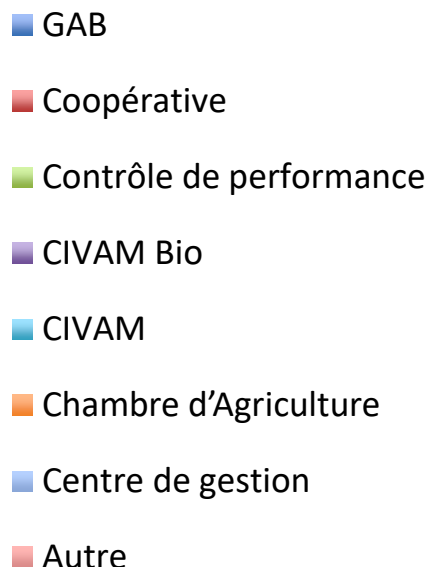 GAB
Coopérative
Contrôle de performance
CIVAM Bio
CIVAM
Chambre d’Agriculture
Centre de gestion
Autre